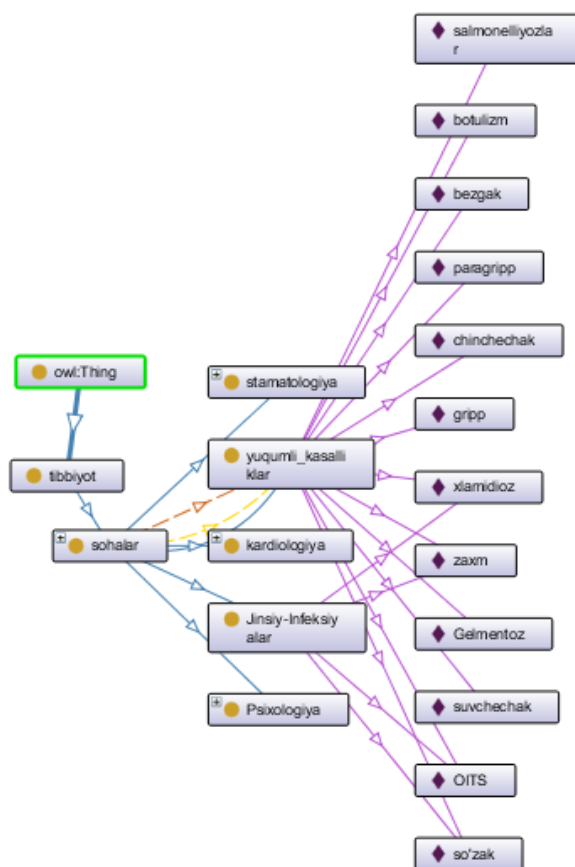 salmonelliyozla
r
botulizm
bezgak
paragripp
chinchechak
gripp
xlamidioz
zaxm
Gelmentoz
suvchechak
OITS
so'zak
owl:Thing
tibbiyot
sohalar
stamatologiya
yuqumli_kasalli
klar
kardiologiya
Jinsiy-Infeksiy
alar
Psixologiya